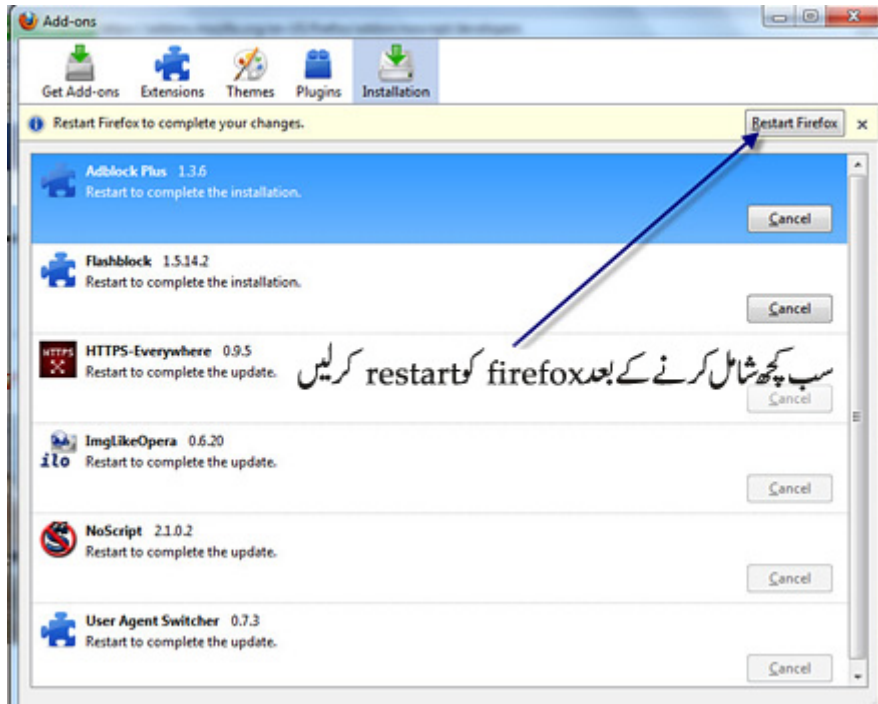 Add-ons
Get Add-ons Extensions Themes Plugins Installation
Restart Firefox to complete your changes. Restart Firefox x
Adblock Plus 1.3.6
Restart to complete the installation.
Cancel
Flashblock 1.5.14.2
Restart to complete the installation.
Cancel
HTTPS
HTTPS-Everywhere 0.9.5
Restart to complete the update.
سب کچھ شامل کرنے کے بعد firefox کو restart کر لیں
Cancel
ImgLikeOpera 0.6.20
ilo Restart to complete the update.
Cancel
NoScript 2.1.0.2
Restart to complete the update.
Cancel
User Agent Switcher 0.7.3
Restart to complete the update.
Cancel